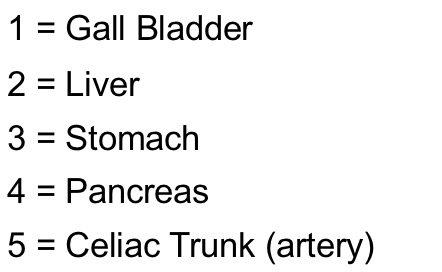 1 = Gall Bladder
2 = Liver
3 = Stomach
4 = Pancreas
5 = Celiac Trunk (artery)